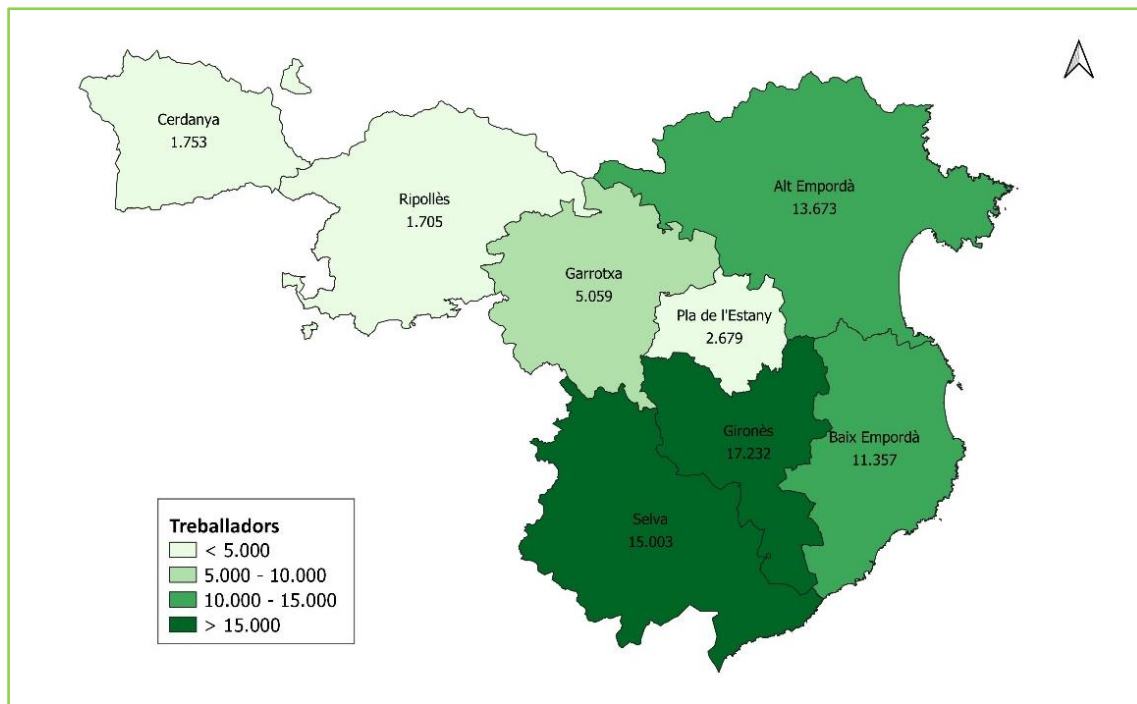 Cerdanya
1.753
Ripollès
1.705
Alt Empordà
13.673
Garrotxa
5.059
Pla de l'Estany
2.679
Gironès
17.232
Baix Empordà
11.357
Selva
15.003
Treballadors
< 5.000
5.000 - 10.000
10.000 - 15.000
> 15.000